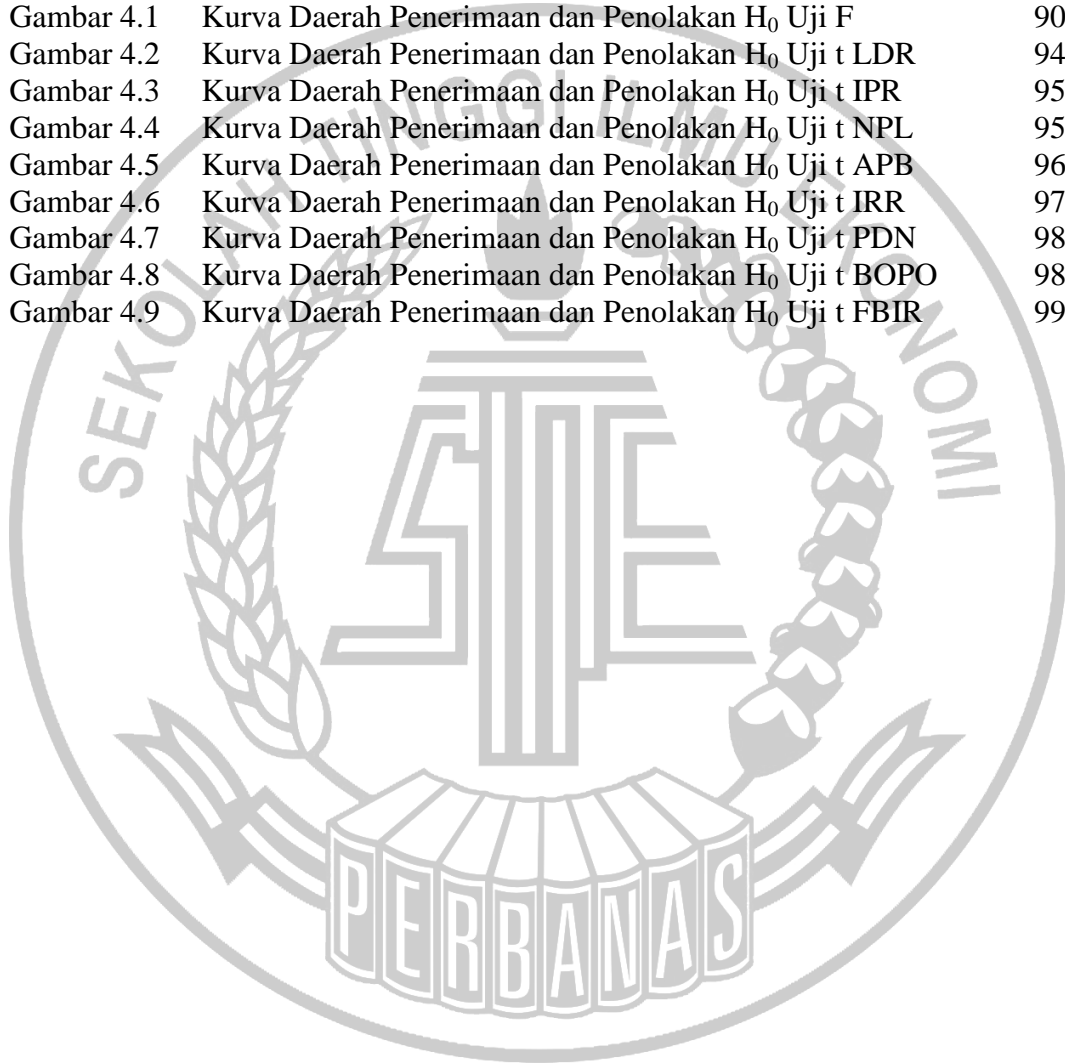 Gambar 4.1 Kurva Daerah Penerimaan dan Penolakan H₀ Uji F 90
Gambar 4.2 Kurva Daerah Penerimaan dan Penolakan H₀ Uji t LDR 94
Gambar 4.3 Kurva Daerah Penerimaan dan Penolakan H₀ Uji t IPR 95
Gambar 4.4 Kurva Daerah Penerimaan dan Penolakan H₀ Uji t NPL 95
Gambar 4.5 Kurva Daerah Penerimaan dan Penolakan H₀ Uji t APB 96
Gambar 4.6 Kurva Daerah Penerimaan dan Penolakan H₀ Uji t IRR 97
Gambar 4.7 Kurva Daerah Penerimaan dan Penolakan H₀ Uji t PDN 98
Gambar 4.8 Kurva Daerah Penerimaan dan Penolakan H₀ Uji t BOPO 98
Gambar 4.9 Kurva Daerah Penerimaan dan Penolakan H₀ Uji t FBIR 99
SEKOLAH TINGGI ILMU EKONOMI
STIE
PERBANAS